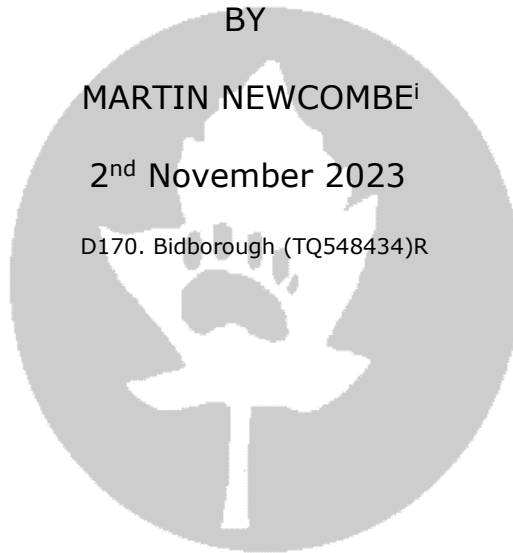 BY
MARTIN NEWCOMBEⁱ
2ⁿᵈ November 2023
D170. Bidborough (TQ548434)R